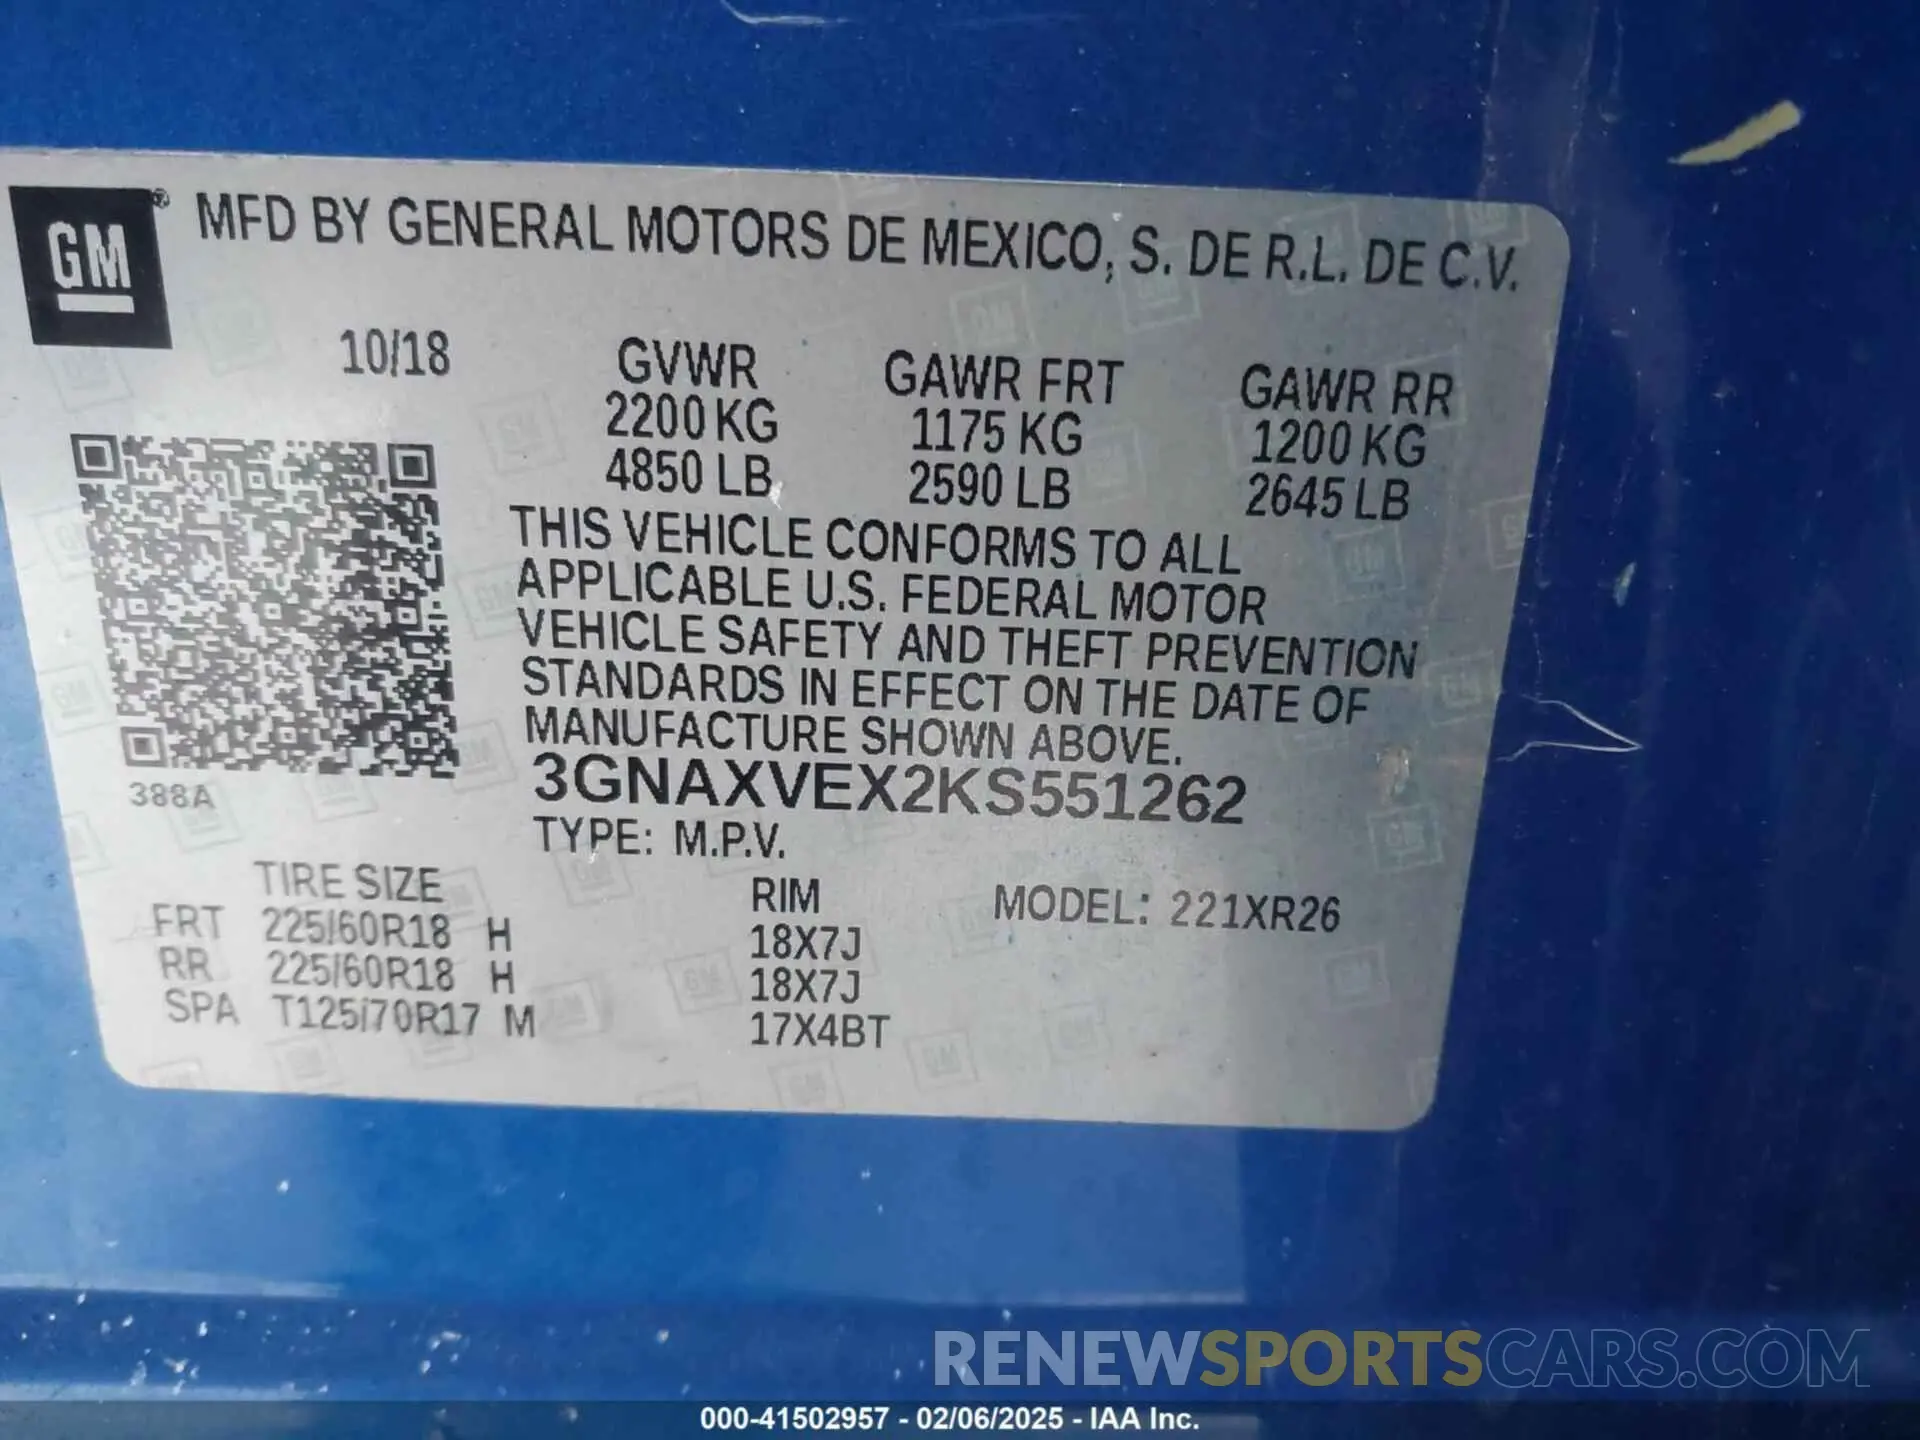 GM ® MFD BY GENERAL MOTORS DE MEXICO, S. DE R.L. DE C.V.
10/18 GVWR GAWR FRT GAWR RR
2200 KG 1175 KG 1200 KG
4850 LB 2590 LB 2645 LB
THIS VEHICLE CONFORMS TO ALL
APPLICABLE U.S. FEDERAL MOTOR
VEHICLE SAFETY AND THEFT PREVENTION
STANDARDS IN EFFECT ON THE DATE OF
MANUFACTURE SHOWN ABOVE.
3GNAXVEX2KS551262
388A
TYPE: M.P.V.
TIRE SIZE RIM MODEL: 221XR26
FRT 225/60R18 H 18X7J
RR 225/60R18 H 18X7J
SPA T125/70R17 M 17X4BT
RENEWSPORTSCARS.COM
000-41502957 - 02/06/2025 - IAA Inc.